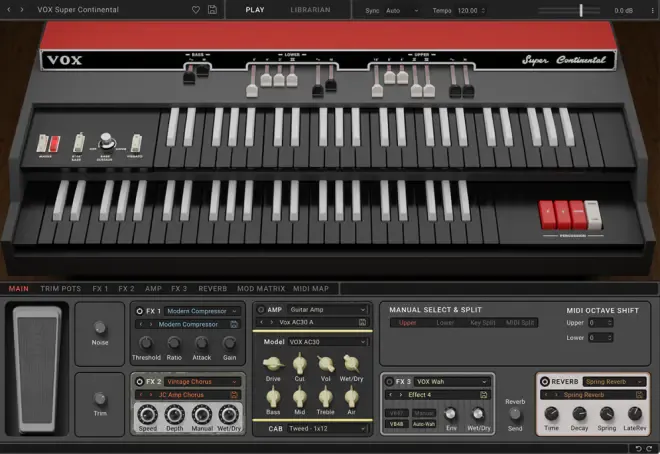 VOX Super Continental
PLAY
LIBRARIAN
Sync Auto
Tempo 120.00
0.0 dB
BASS
LOWER
UPPER
VOX
Super Continental
PERCUSSION
MAIN TRIM POTS FX 1 FX 2 AMP FX 3 REVERB MOD MATRIX MIDI MAP
Noise
Trim
FX 1 Modern Compressor
Modern Compressor
Threshold Ratio Attack Gain
FX 2 Vintage Chorus
JC Amp Chorus
Speed Depth Manual Wet/Dry
AMP Guitar Amp
Vox AC30 A
Model VOX AC30
Drive Cut Vol Wet/Dry
Bass Mid Treble Air
CAB Tweed - 1x12
MANUAL SELECT & SPLIT
Upper Lower Key Split MIDI Split
MIDI OCTAVE SHIFT
Upper 0
Lower 0
FX 3 VOX Wah
Effect 4
V847 Manual
V848 Auto-Wah
Env Wet/Dry
Reverb
Send
REVERB Spring Reverb
Spring Reverb
Time Decay Spring LateRev